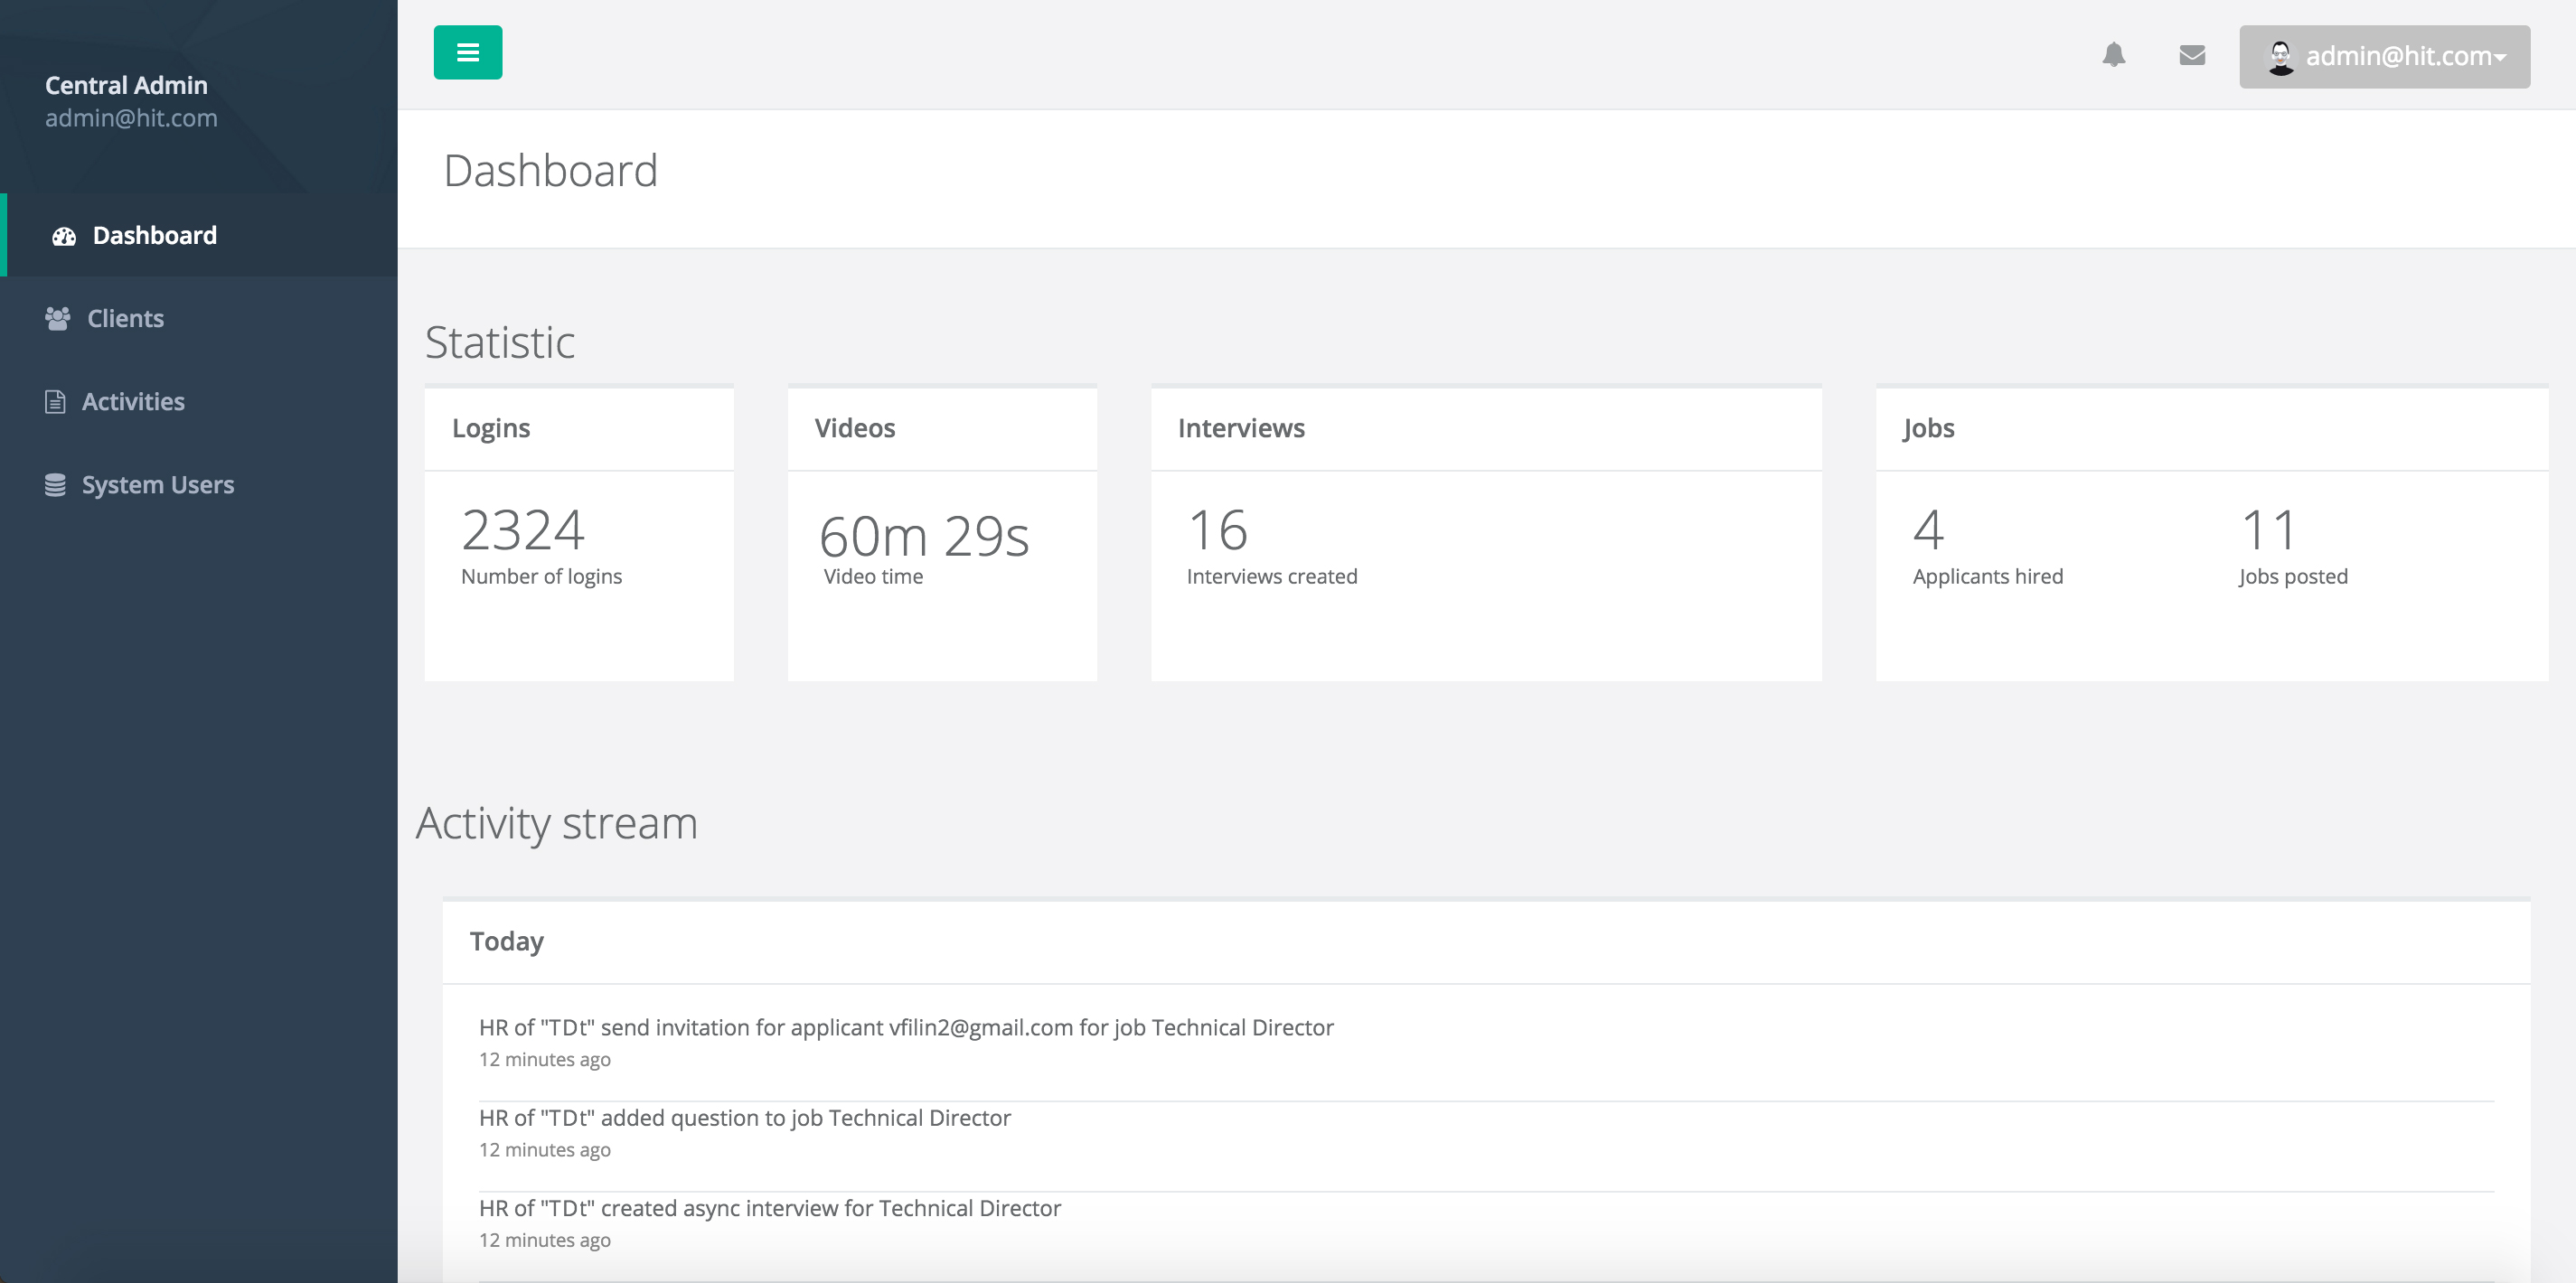 Central Admin
admin@hit.com
Dashboard
Clients
Activities
System Users
admin@hit.com
Dashboard
Statistic
Logins
2324
Number of logins
Videos
60m 29s
Video time
Interviews
16
Interviews created
Jobs
4
Applicants hired
11
Jobs posted
Activity stream
Today
HR of "TDt" send invitation for applicant vfilin2@gmail.com for job Technical Director
12 minutes ago
HR of "TDt" added question to job Technical Director
12 minutes ago
HR of "TDt" created async interview for Technical Director
12 minutes ago